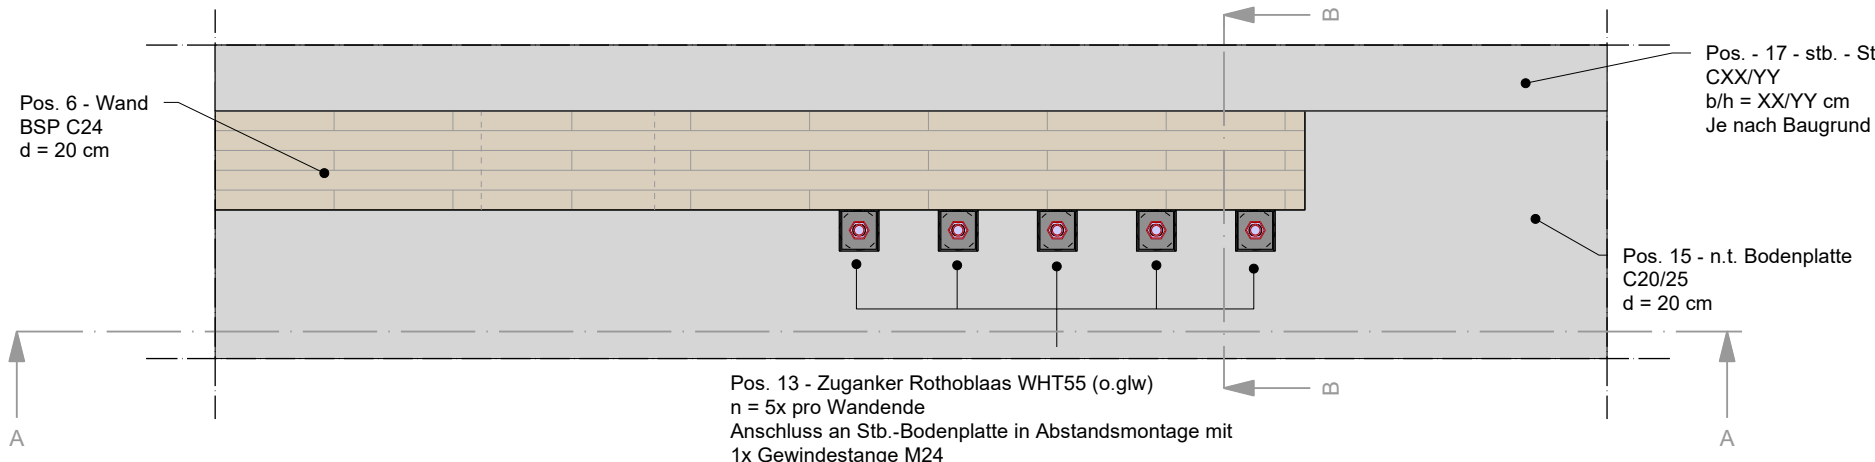 B
Pos. - 17 - stb. - St
CXX/YY
b/h = XX/YY cm
Je nach Baugrund
Pos. 6 - Wand
BSP C24
d = 20 cm
Pos. 15 - n.t. Bodenplatte
C20/25
d = 20 cm
Pos. 13 - Zuganker Rothoblaas WHT55 (o.glw)
n = 5x pro Wandende
Anschluss an Stb.-Bodenplatte in Abstandsmontage mit
1x Gewindestange M24
B
A
A